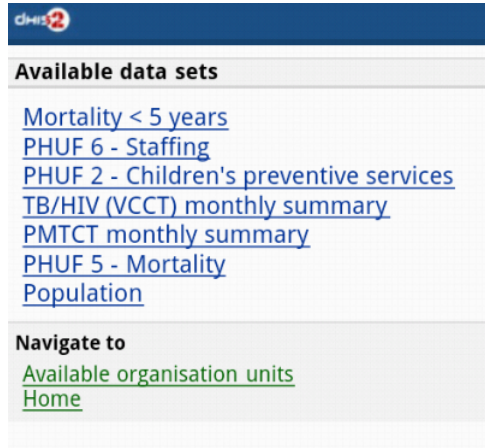 dhis2
Available data sets
Mortality < 5 years
PHUF 6 - Staffing
PHUF 2 - Children's preventive services
TB/HIV (VCCT) monthly summary
PMTCT monthly summary
PHUF 5 - Mortality
Population
Navigate to
Available organisation units
Home